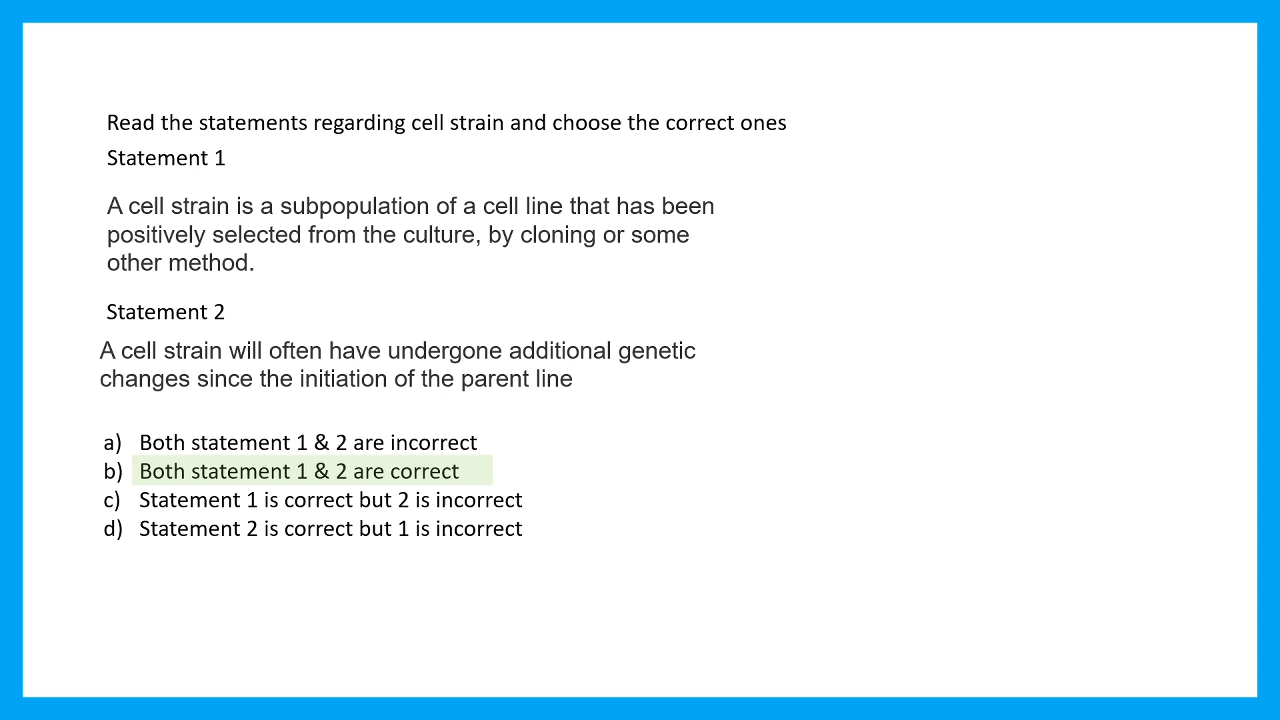 Read the statements regarding cell strain and choose the correct ones
Statement 1
A cell strain is a subpopulation of a cell line that has been
positively selected from the culture, by cloning or some
other method.
Statement 2
A cell strain will often have undergone additional genetic
changes since the initiation of the parent line
a) Both statement 1 & 2 are incorrect
b) Both statement 1 & 2 are correct
c) Statement 1 is correct but 2 is incorrect
d) Statement 2 is correct but 1 is incorrect